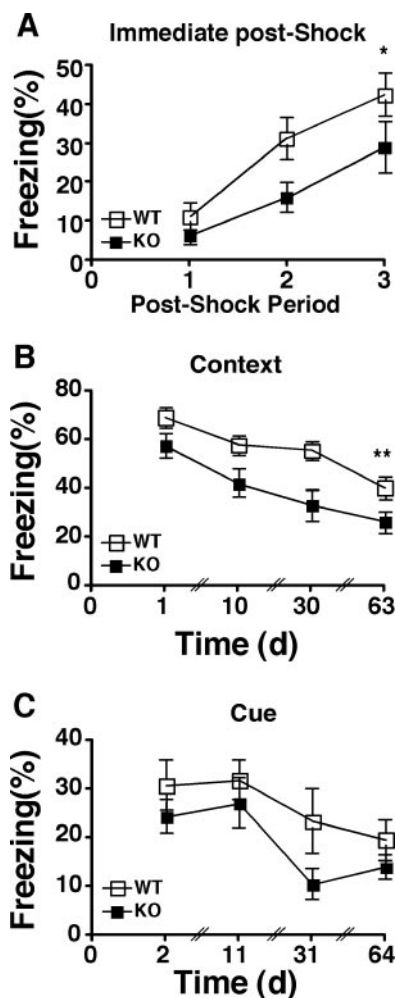 A
Immediate post-Shock
*
50
40
30
20
10
0
Freezing(%)
WT
KO
0 1 2 3
Post-Shock Period
B
Context
**
80
60
40
20
0
Freezing(%)
WT
KO
0 1 10 30 63
Time (d)
C
Cue
40
30
20
10
0
Freezing(%)
WT
KO
0 2 11 31 64
Time (d)